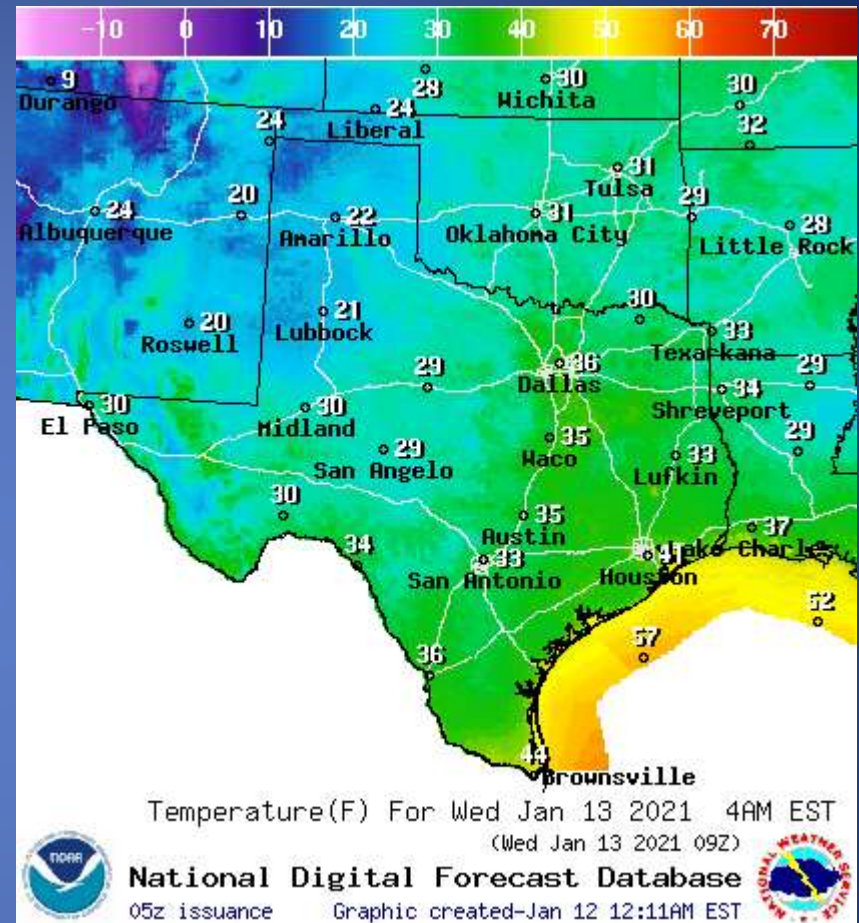 -10 0 10 20 30 40 50 60 70
9 28 30 30
Durango Wichita
24 24 32
Liberal
31
Tulsa
24 20 22 31 29 28
Albuquerque Amarillo Oklahoma City Little Rock
20 21 30 33
Roswell Lubbock Texarkana
36
Dallas
29 34 29
Shreveport
30 30
El Paso Midland
29 35 33 29
San Angelo Waco Lufkin
30 35 37
Austin
34 33 41
San Antonio Houston
52
57
36
44
Brownsville
Temperature(F) For Wed Jan 13 2021 4AM EST
(Wed Jan 13 2021 09Z)
NOAA
National Digital Forecast Database
05z issuance Graphic created-Jan 12 12:11AM EST
NATIONAL WEATHER SERVICE